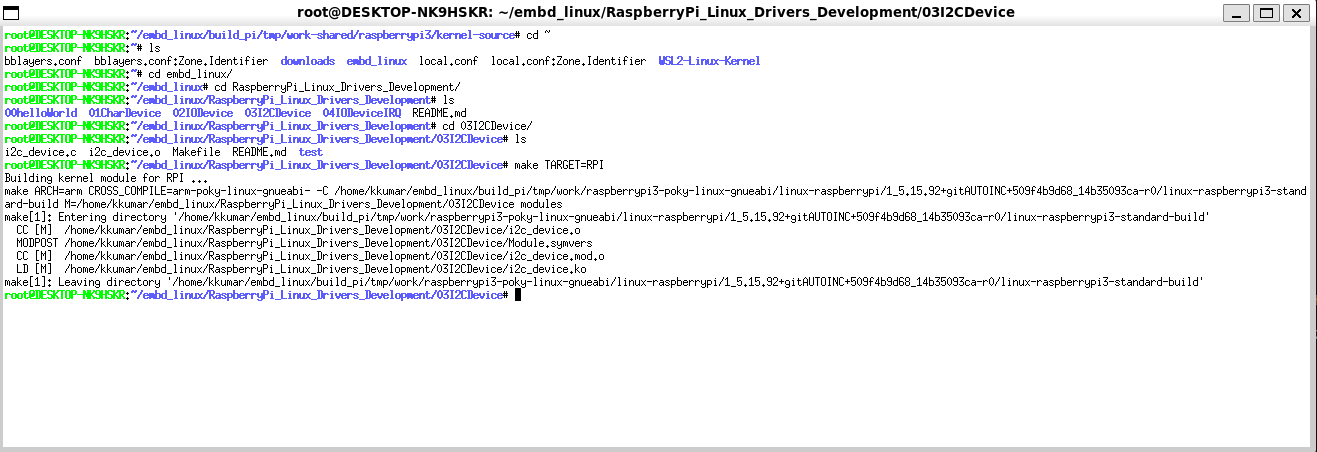 root@DESKTOP-NK9HSKR: ~/embd_linux/RaspberryPi_Linux_Drivers_Development/03I2CDevice
root@DESKTOP-NK9HSKR:~/embd_linux/build_pi/tmp/work-shared/raspberrypi3/kernel-source# cd ~
root@DESKTOP-NK9HSKR:~# ls
bblayers.conf  bblayers.conf:Zone.Identifier  downloads  embd_linux  local.conf  local.conf:Zone.Identifier  WSL2-Linux-Kernel
root@DESKTOP-NK9HSKR:~# cd embd_linux/
root@DESKTOP-NK9HSKR:~/embd_linux# cd RaspberryPi_Linux_Drivers_Development/
root@DESKTOP-NK9HSKR:~/embd_linux/RaspberryPi_Linux_Drivers_Development# ls
00helloWorld  01CharDevice  02IODevice  03I2CDevice  04IODeviceIRQ  README.md
root@DESKTOP-NK9HSKR:~/embd_linux/RaspberryPi_Linux_Drivers_Development# cd 03I2CDevice/
root@DESKTOP-NK9HSKR:~/embd_linux/RaspberryPi_Linux_Drivers_Development/03I2CDevice# ls
i2c_device.c  i2c_device.o  Makefile  README.md  test
root@DESKTOP-NK9HSKR:~/embd_linux/RaspberryPi_Linux_Drivers_Development/03I2CDevice# make TARGET=RPI
Building kernel module for RPI ...
make ARCH=arm CROSS_COMPILE=arm-poky-linux-gnueabi- -C /home/kkumar/embd_linux/build_pi/tmp/work/raspberrypi3-poky-linux-gnueabi/linux-raspberrypi/1_5.15.92+gitAUTOINC+509f4b9d68_14b35093ca-r0/linux-raspberrypi3-stand
ard-build M=/home/kkumar/embd_linux/RaspberryPi_Linux_Drivers_Development/03I2CDevice modules
make[1]: Entering directory '/home/kkumar/embd_linux/build_pi/tmp/work/raspberrypi3-poky-linux-gnueabi/linux-raspberrypi/1_5.15.92+gitAUTOINC+509f4b9d68_14b35093ca-r0/linux-raspberrypi3-standard-build'
  CC [M]  /home/kkumar/embd_linux/RaspberryPi_Linux_Drivers_Development/03I2CDevice/i2c_device.o
  MODPOST /home/kkumar/embd_linux/RaspberryPi_Linux_Drivers_Development/03I2CDevice/Module.symvers
  CC [M]  /home/kkumar/embd_linux/RaspberryPi_Linux_Drivers_Development/03I2CDevice/i2c_device.mod.o
  LD [M]  /home/kkumar/embd_linux/RaspberryPi_Linux_Drivers_Development/03I2CDevice/i2c_device.ko
make[1]: Leaving directory '/home/kkumar/embd_linux/build_pi/tmp/work/raspberrypi3-poky-linux-gnueabi/linux-raspberrypi/1_5.15.92+gitAUTOINC+509f4b9d68_14b35093ca-r0/linux-raspberrypi3-standard-build'
root@DESKTOP-NK9HSKR:~/embd_linux/RaspberryPi_Linux_Drivers_Development/03I2CDevice#